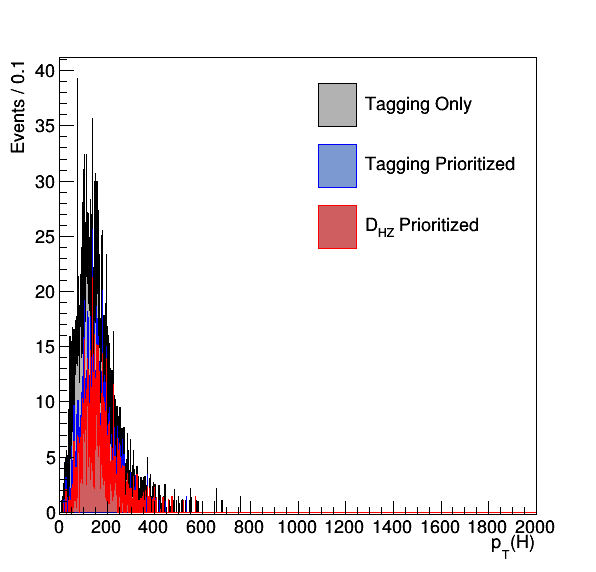 Events / 0.1
40
35
30
25
20
15
10
5
0
Tagging Only
Tagging Prioritized
D_HZ Prioritized
0 200 400 600 800 1000 1200 1400 1600 1800 2000
p_T(H)